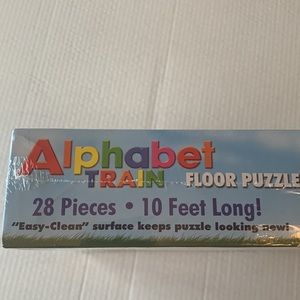 Alphabet
TRAIN FLOOR PUZZLE
28 Pieces • 10 Feet Long!
"Easy-Clean" surface keeps puzzle looking new!